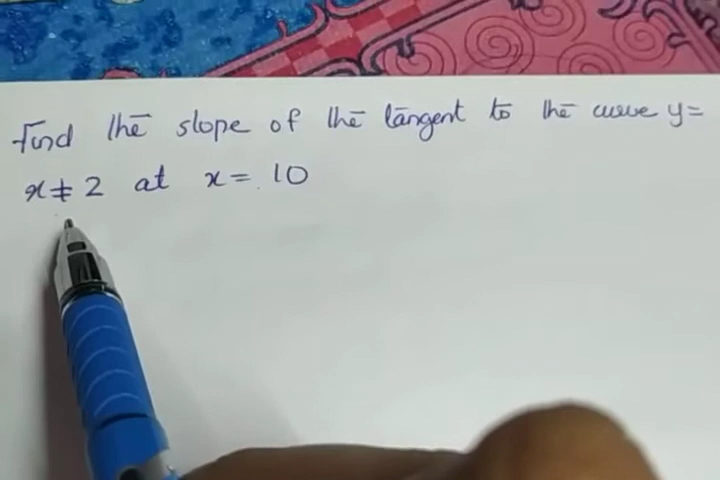 Find the slope of the tangent to the curve y=
x≠2 at x= 10